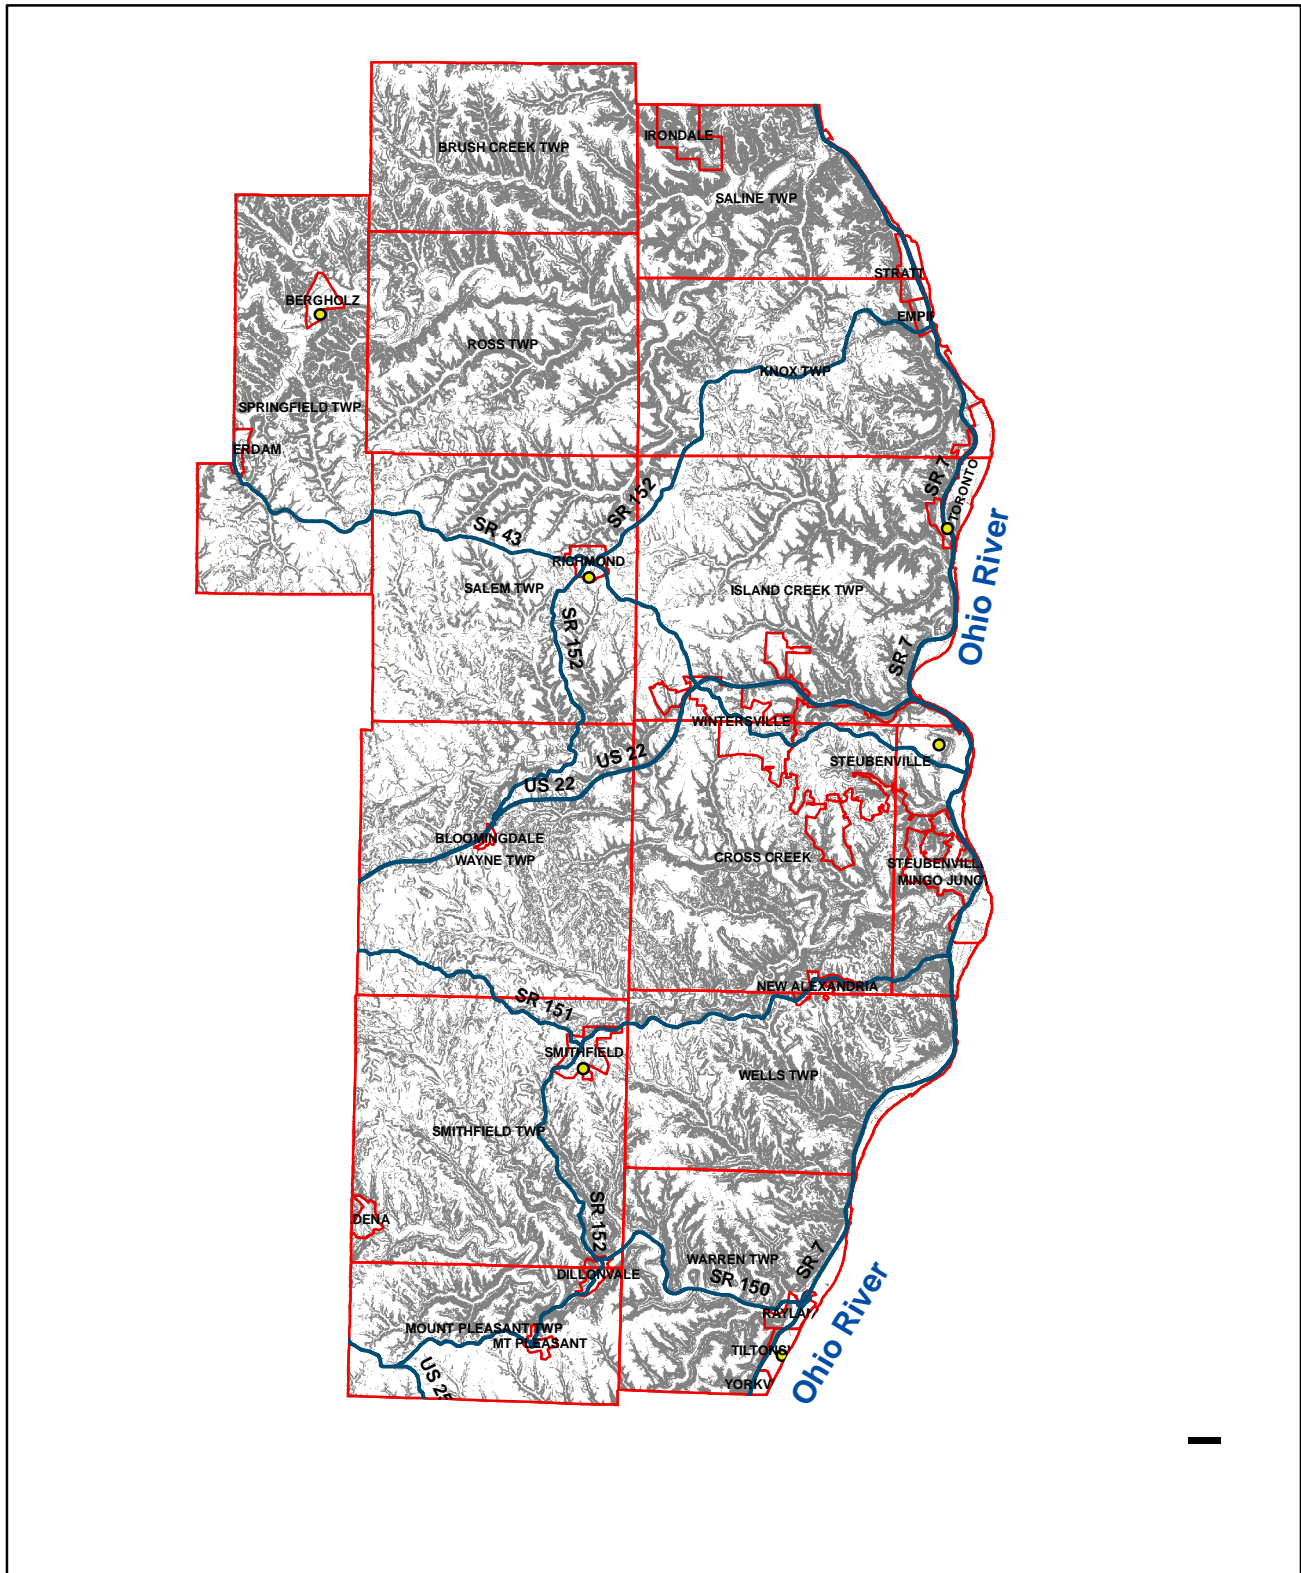 BRUSH CREEK TWP
IRONDALE
SALINE TWP
STRATT
BERGHOLZ
EMPI
ROSS TWP
KNOX TWP
SPRINGFIELD TWP
ERDAM
SR 7
TORONTO
SR 152
SR 43
RICHMOND
SALEM TWP
ISLAND CREEK TWP
Ohio River
SR 152
SR 7
WINTERSVILLE
US 22
STEUBENVILLE
US 22
BLOOMINGDALE
WAYNE TWP
CROSS CREEK
STEUBENVILL
MINGO JUNC
NEW ALEXANDRIA
SR 151
SMITHFIELD
WELLS TWP
SMITHFIELD TWP
DENA
SR 152
WARREN TWP
SR 7
SR 150
DILLONVALE
RAYLAN
Ohio River
MOUNT PLEASANT TWP
MT PLEASANT
TILTONS
US 25
YORKV